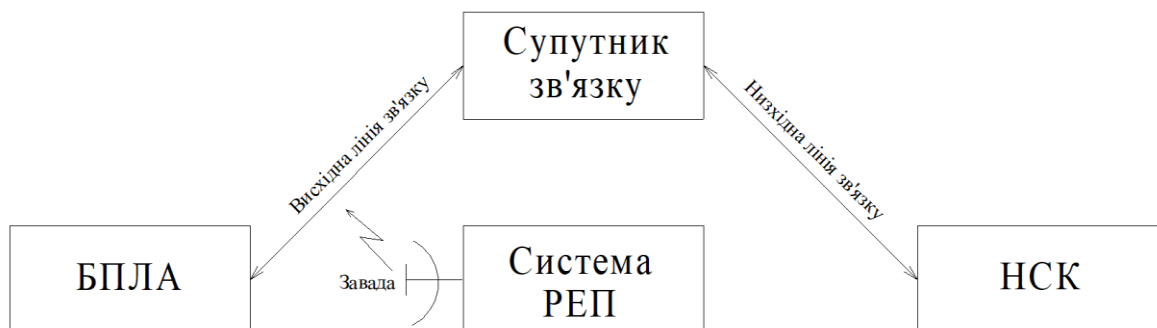 Супутник
зв'язку
Висхідна лінія зв'язку
Низхідна лінія зв'язку
БПЛА
Завада
Система
РЕП
НСК